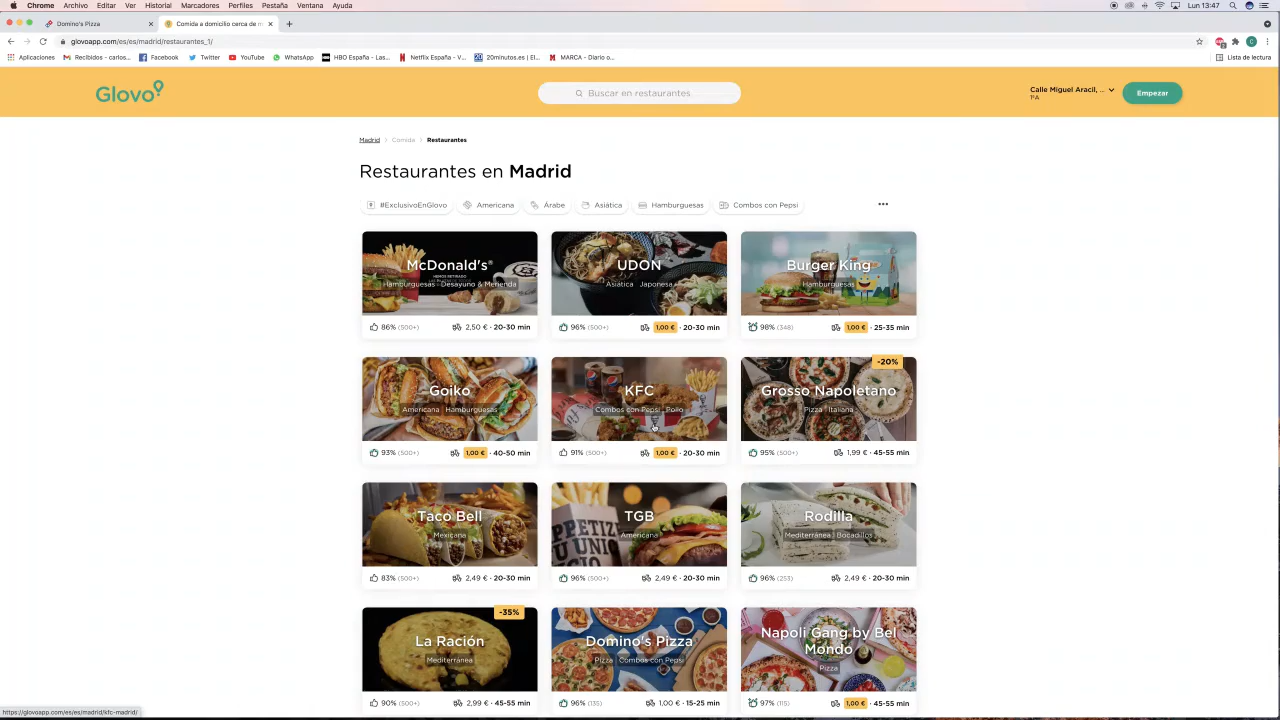 Chrome Archivo Editar Ver Historial Marcadores Perfiles Pestaña Ventana Ayuda Lun 13:47
Domino's Pizza Comida a domicilio cerca de
glovoapp.com/es/es/madrid/restaurantes_1/
Aplicaciones Recibidos - carlos... Facebook Twitter YouTube WhatsApp HBO España - Las... Netflix España - V... 20minutos.es | El... MARCA - Diario o... Lista de lectura
Glovo Buscar en restaurantes Calle Miguel Aracil, ... Empezar
1ºA
Madrid > Comida > Restaurantes
Restaurantes en Madrid
#ExclusivoEnGlovo Americana Árabe Asiática Hamburguesas Combos con Pepsi •••
McDonald's® UDON Burger King
HEMOS RETIRADO
Hamburguesas Desayuno & Merienda Asiática Japonesa Hamburguesas
86% (500+) 2,50 € · 20-30 min 96% (500+) 1,00 € · 20-30 min 98% (348) 1,00 € · 25-35 min
-20%
Goiko KFC Grosso Napoletano
Americana Hamburguesas Combos con Pepsi Pollo Pizza Italiana
93% (500+) 1,00 € · 40-50 min 91% (500+) 1,00 € · 20-30 min 95% (500+) 1,99 € · 45-55 min
Taco Bell TGB Rodilla
Mexicana Americana Mediterránea Bocadillos
83% (500+) 2,49 € · 20-30 min 96% (500+) 2,49 € · 20-30 min 96% (253) 2,49 € · 20-30 min
-35%
La Ración Domino's Pizza Napoli Gang by Bel
Mondo
Mediterránea Pizza Combos con Pepsi Pizza
90% (500+) 2,99 € · 45-55 min 96% (135) 1,00 € · 15-25 min 97% (115) 1,00 € · 45-55 min
https://glovoapp.com/es/es/madrid/kfc-madrid/